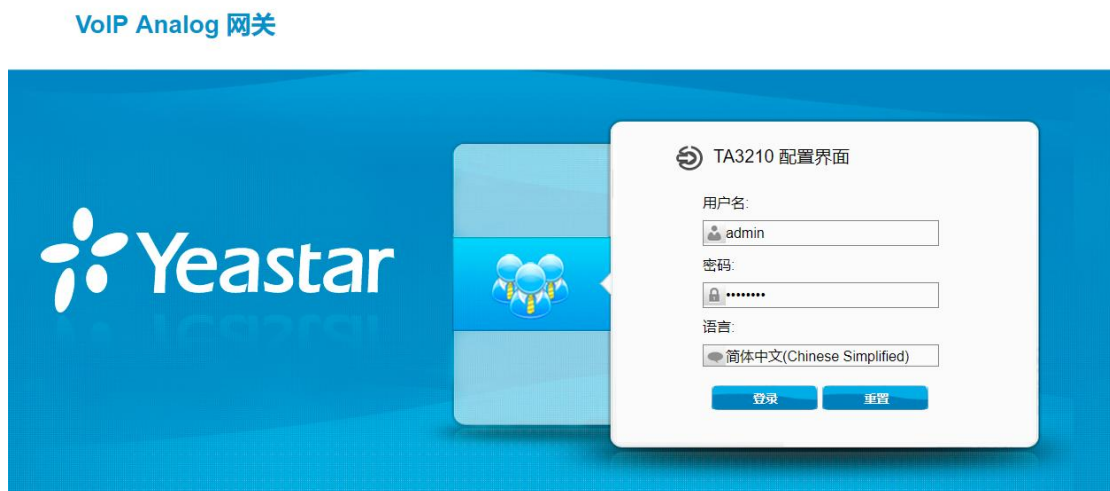 VoIP Analog 网关
Yeastar
TA3210 配置界面
用户名:
admin
密码:
••••••••
语言:
简体中文(Chinese Simplified)
登录 重置